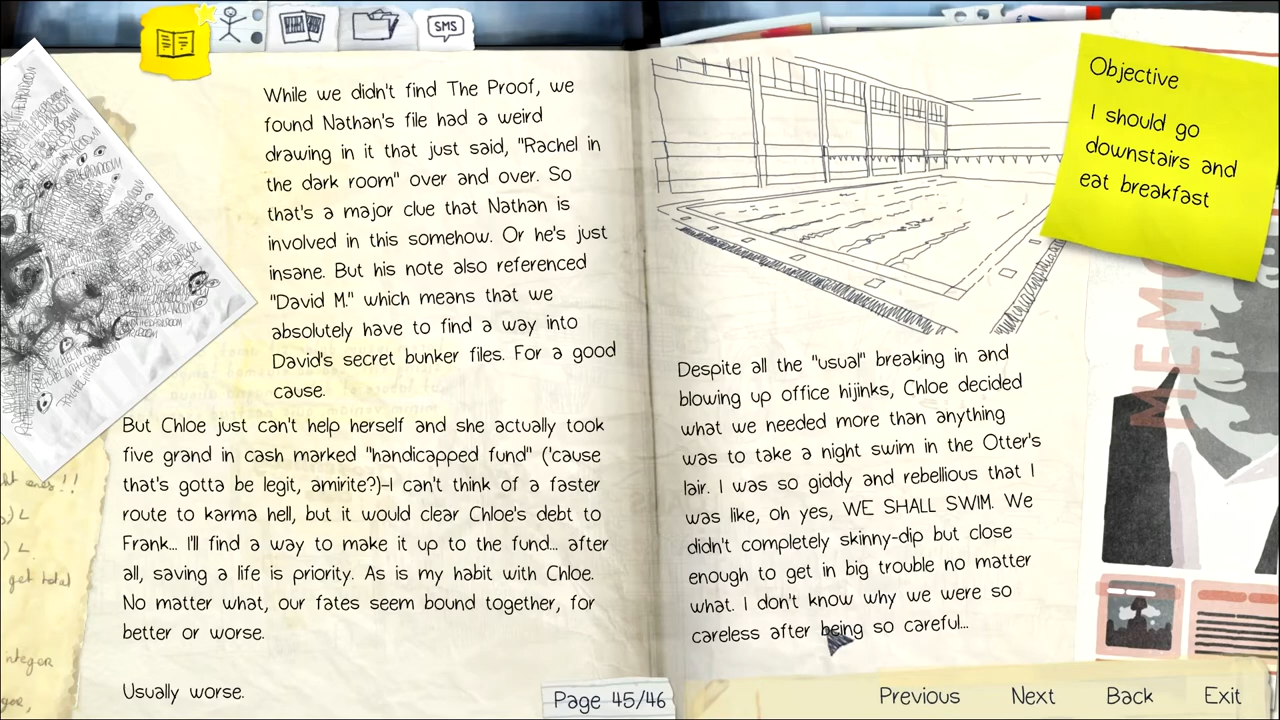 SMS
While we didn't find The Proof, we
found Nathan's file had a weird
drawing in it that just said, "Rachel in
the dark room" over and over. So
that's a major clue that Nathan is
involved in this somehow. Or he's just
insane. But his note also referenced
"David M." which means that we
absolutely have to find a way into
David's secret bunker files. For a good
cause.
But Chloe just can't help herself and she actually took
five grand in cash marked "handicapped fund" ('cause
that's gotta be legit, amirite?)-I can't think of a faster
route to karma hell, but it would clear Chloe's debt to
Frank... I'll find a way to make it up to the fund... after
all, saving a life is priority. As is my habit with Chloe.
No matter what, our fates seem bound together, for
better or worse.
Usually worse.
Despite all the "usual" breaking in and
blowing up office hijinks, Chloe decided
what we needed more than anything
was to take a night swim in the Otter's
lair. I was so giddy and rebellious that I
was like, oh yes, WE SHALL SWIM. We
didn't completely skinny-dip but close
enough to get in big trouble no matter
what. I don't know why we were so
careless after being so careful...
Objective
I should go
downstairs and
eat breakfast
MEMO
get total
integer
Page 45/46
Previous Next Back Exit